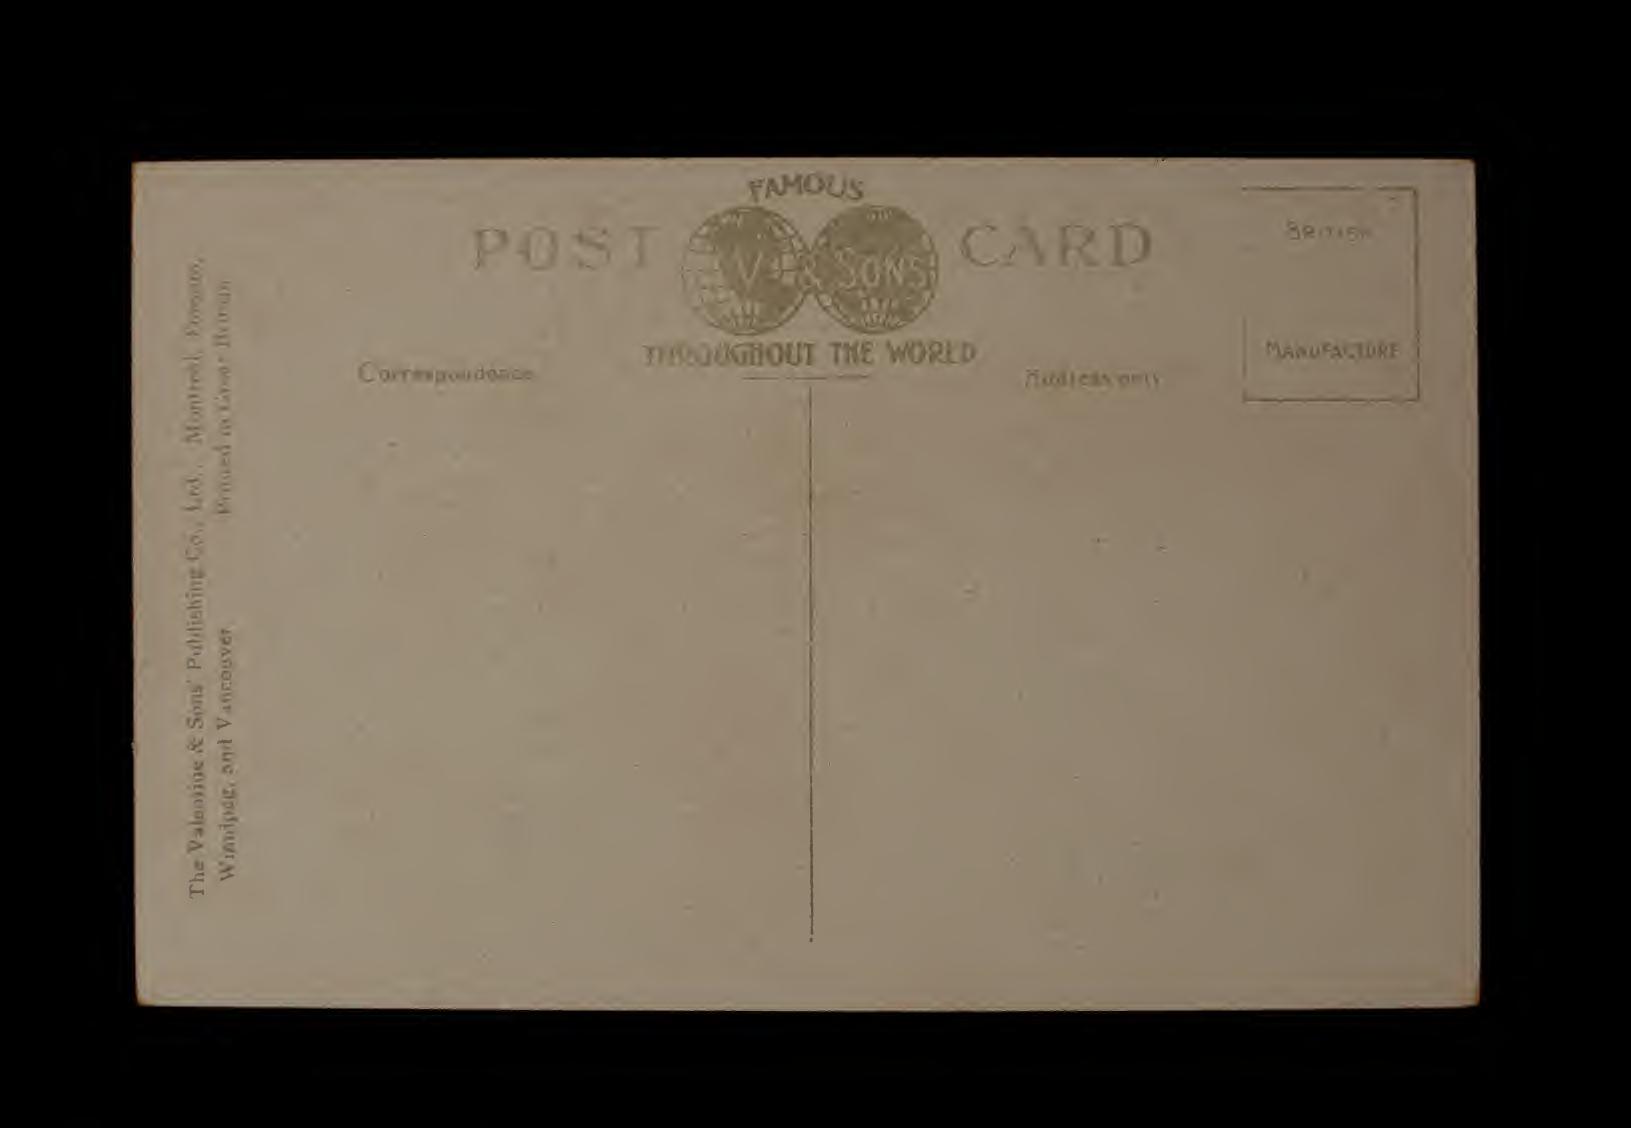 FAMOUS
POST V & SONS CARD
THROUGHOUT THE WORLD
Correspondence
Address only
BRITISH
MANUFACTURE
The Valentine & Sons' Publishing Co., Ltd., Montreal, Toronto,
Winnipeg, and Vancouver Printed in Great Britain